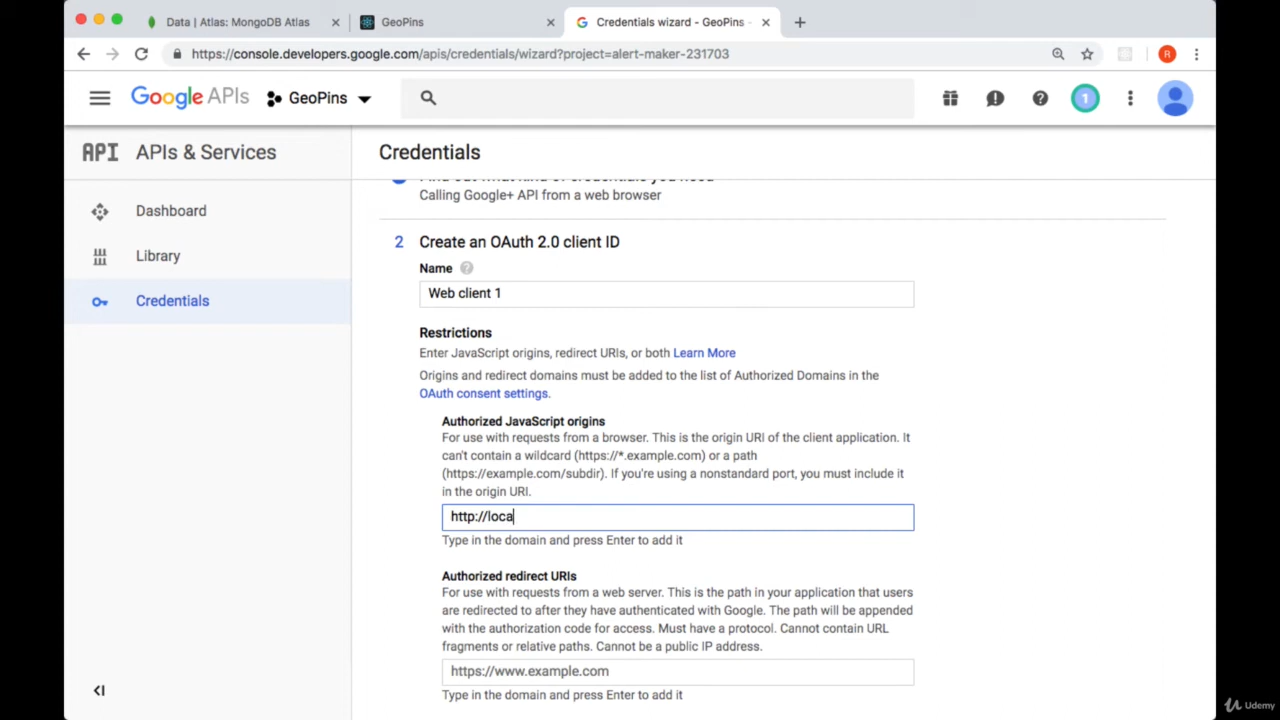 Data | Atlas: MongoDB Atlas
GeoPins
Credentials wizard - GeoPins -
https://console.developers.google.com/apis/credentials/wizard?project=alert-maker-231703
R
Google APIs
GeoPins
1
API APIs & Services
Credentials
Dashboard
Library
Credentials
Find out what kind of credentials you need
Calling Google+ API from a web browser
2 Create an OAuth 2.0 client ID
Name ?
Web client 1
Restrictions
Enter JavaScript origins, redirect URIs, or both Learn More
Origins and redirect domains must be added to the list of Authorized Domains in the
OAuth consent settings.
Authorized JavaScript origins
For use with requests from a browser. This is the origin URI of the client application. It
can't contain a wildcard (https://*.example.com) or a path
(https://example.com/subdir). If you're using a nonstandard port, you must include it
in the origin URI.
http://loca
Type in the domain and press Enter to add it
Authorized redirect URIs
For use with requests from a web server. This is the path in your application that users
are redirected to after they have authenticated with Google. The path will be appended
with the authorization code for access. Must have a protocol. Cannot contain URL
fragments or relative paths. Cannot be a public IP address.
https://www.example.com
Type in the domain and press Enter to add it
Udemy